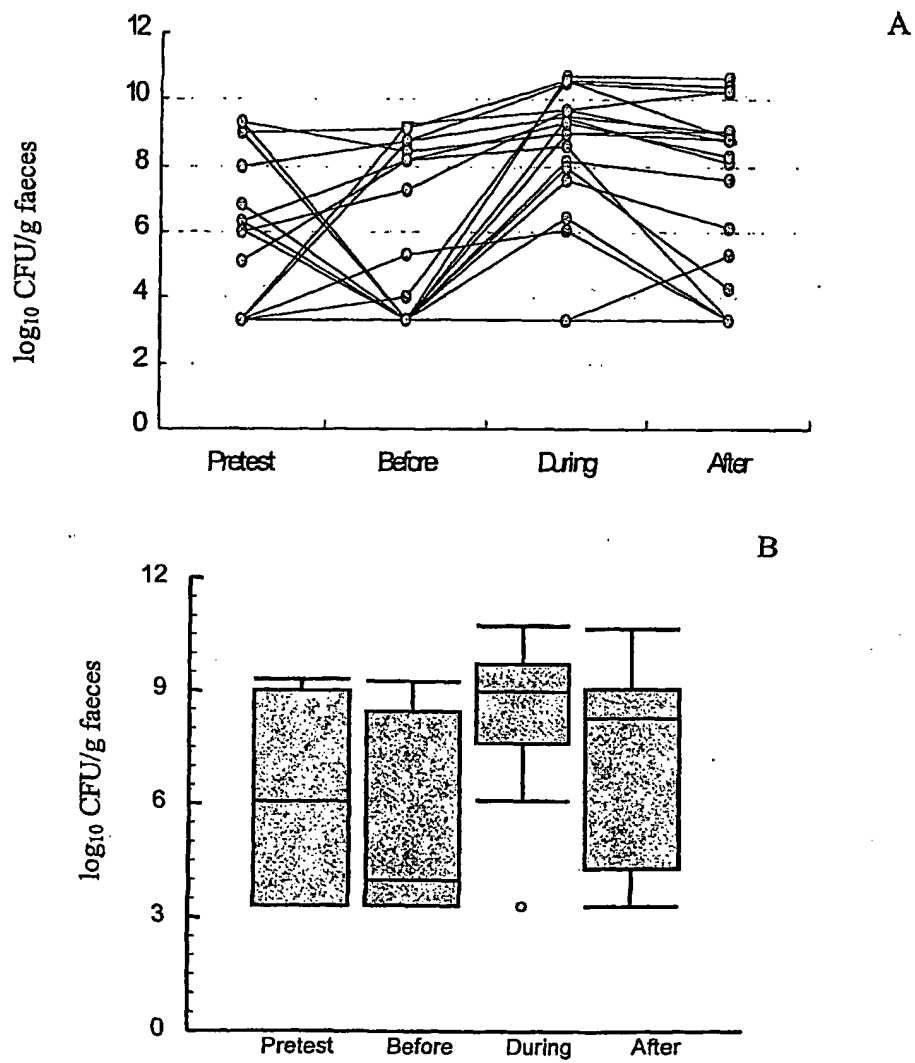 A
12
10
8
6
4
2
0
log₁₀ CFU/g faeces
Pretest Before During After
B
12
9
6
3
0
log₁₀ CFU/g faeces
Pretest Before During After